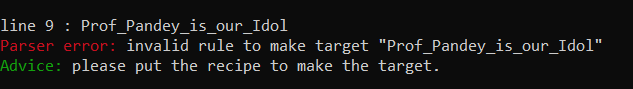 line 9 : Prof_Pandey_is_our_Idol
Parser error: invalid rule to make target "Prof_Pandey_is_our_Idol"
Advice: please put the recipe to make the target.